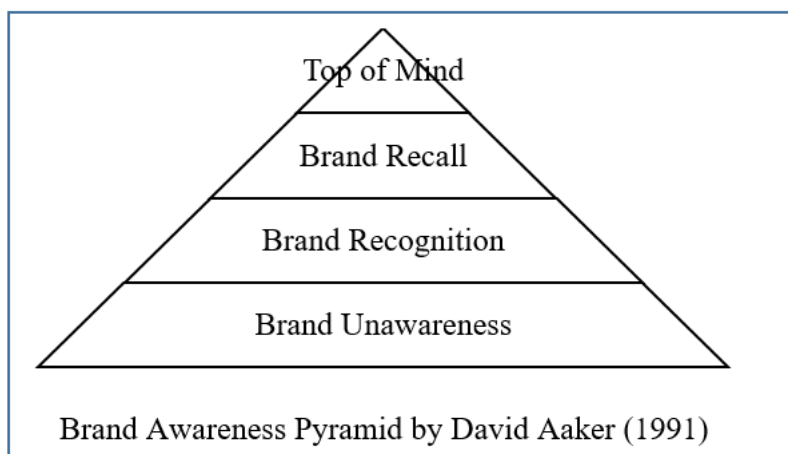 Top of Mind
Brand Recall
Brand Recognition
Brand Unawareness
Brand Awareness Pyramid by David Aaker (1991)